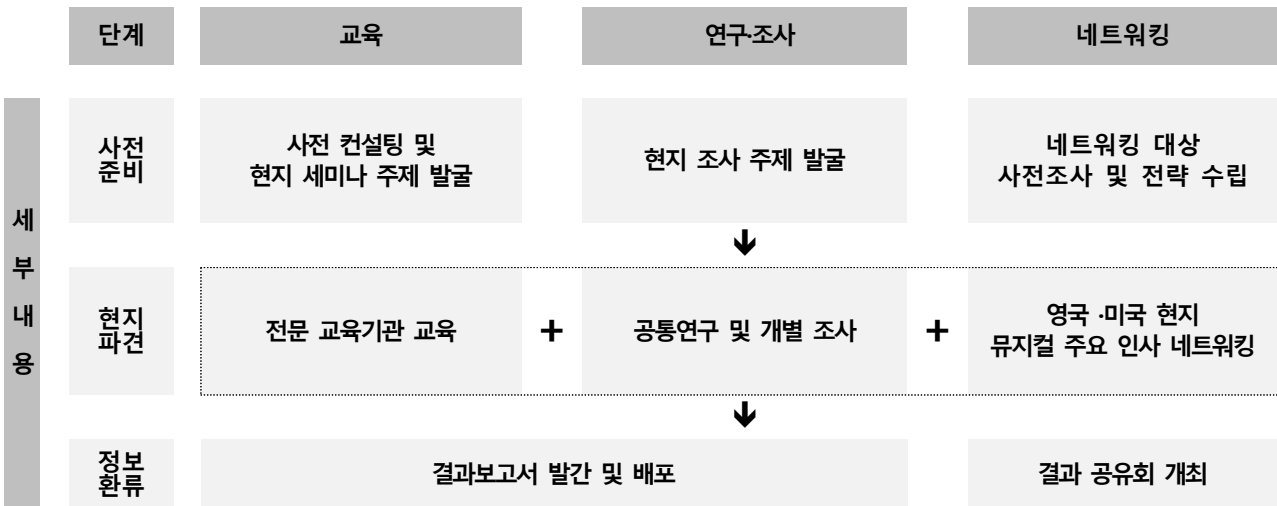 단계
교육
연구·조사
네트워킹
세부내용
사전
준비
사전 컨설팅 및
현지 세미나 주제 발굴
현지 조사 주제 발굴
네트워킹 대상
사전조사 및 전략 수립
현지
파견
전문 교육기관 교육
+
공통연구 및 개별 조사
+
영국 ·미국 현지
뮤지컬 주요 인사 네트워킹
정보
환류
결과보고서 발간 및 배포
결과 공유회 개최